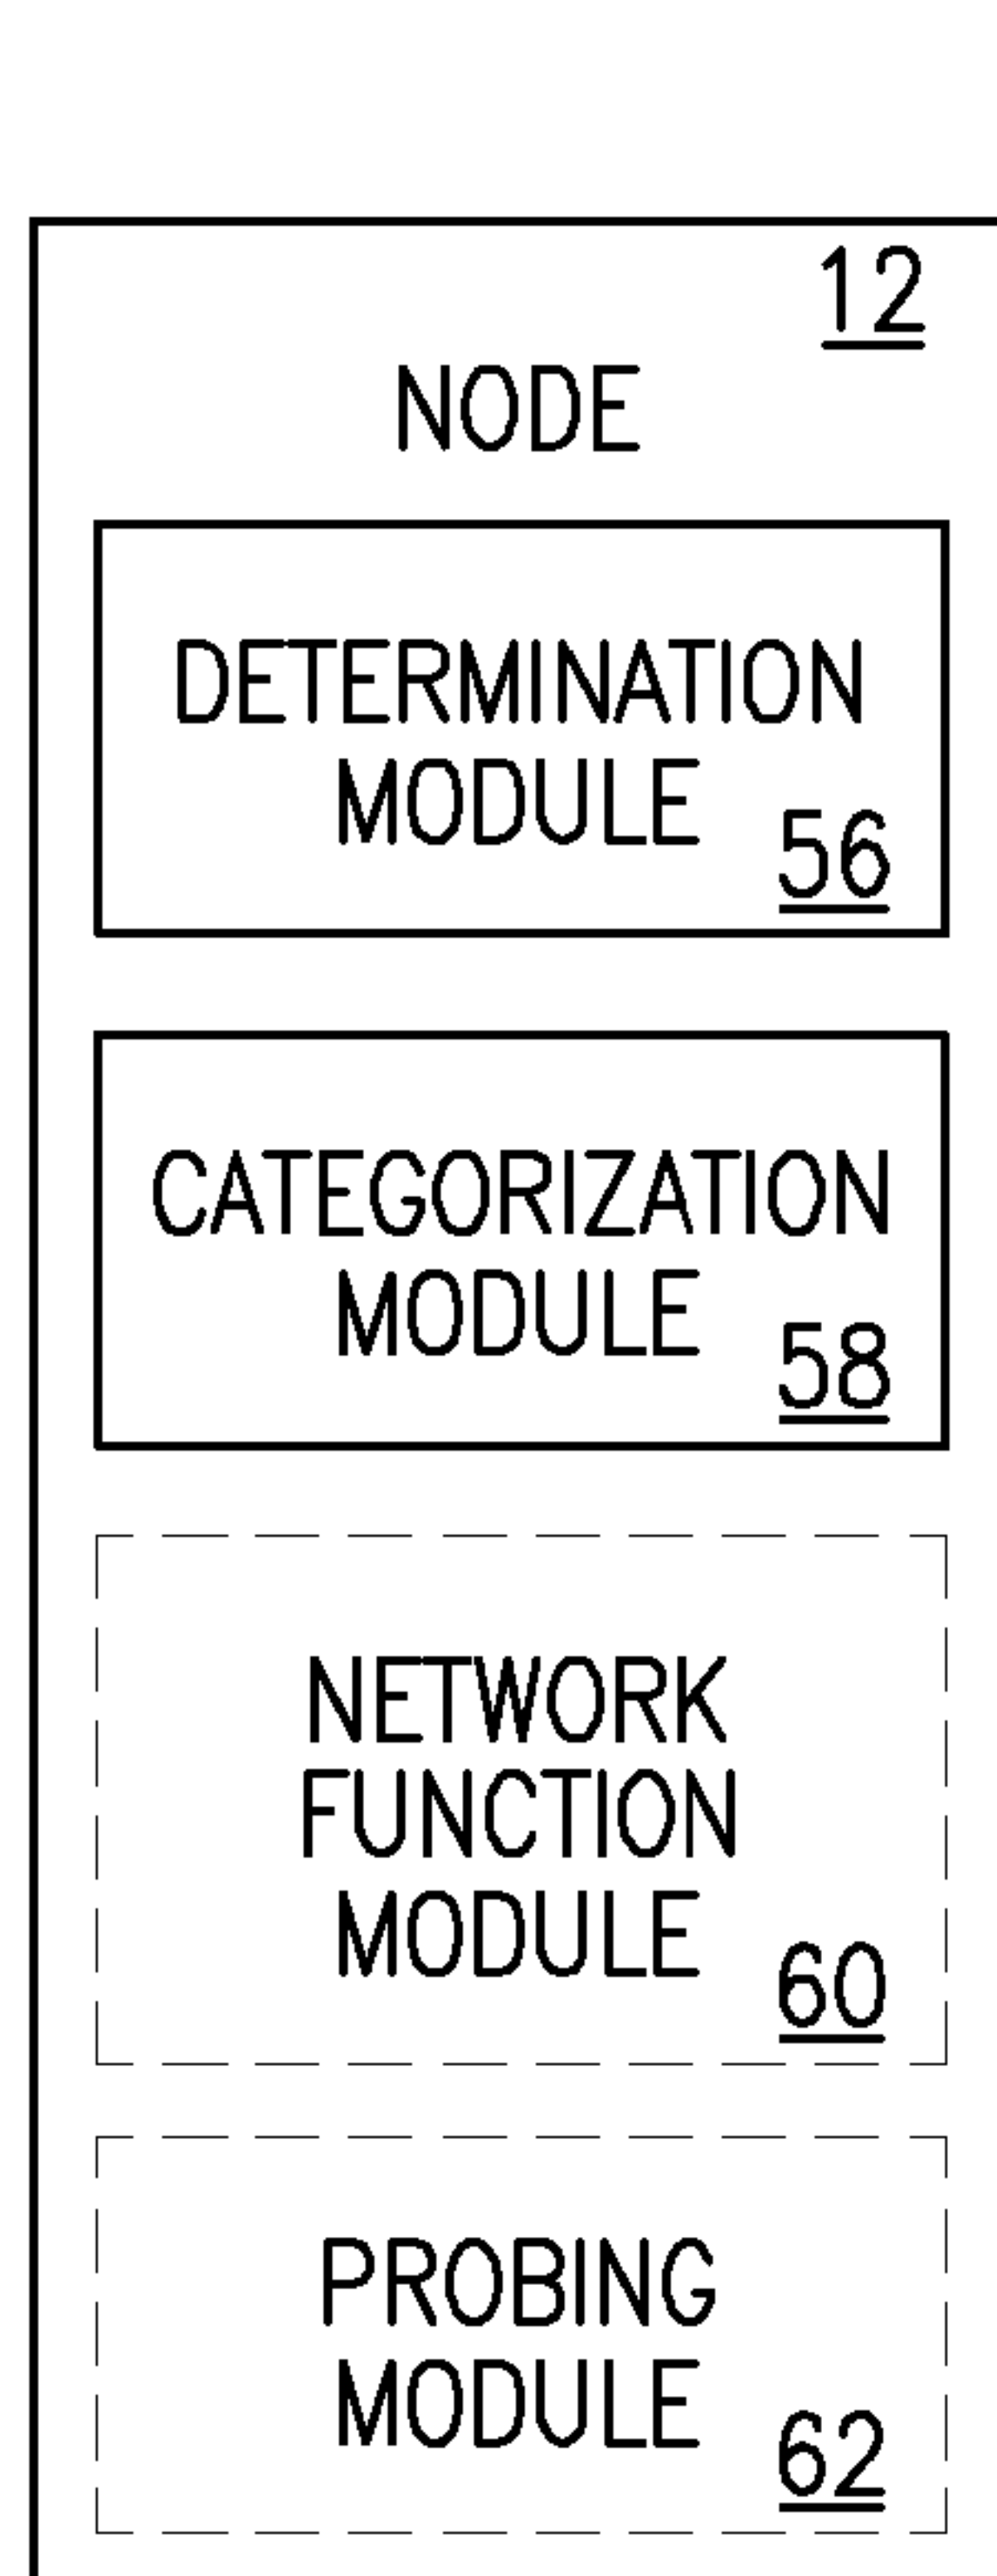 12
NODE
DETERMINATION
MODULE
56
CATEGORIZATION
MODULE
58
NETWORK
FUNCTION
MODULE
60
PROBING
MODULE
62